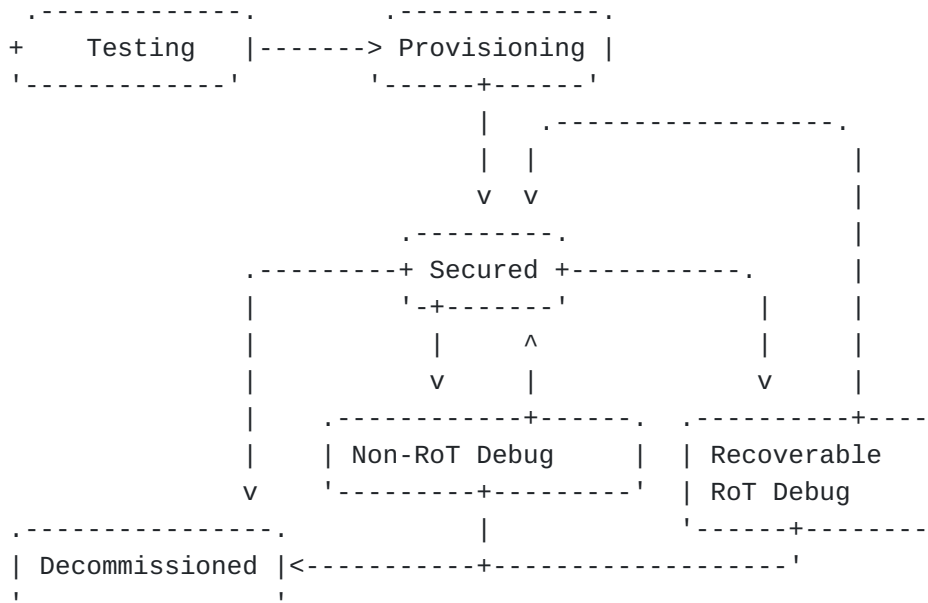 Testing Provisioning
Secured
Non-RoT Debug Recoverable
RoT Debug
Decommissioned